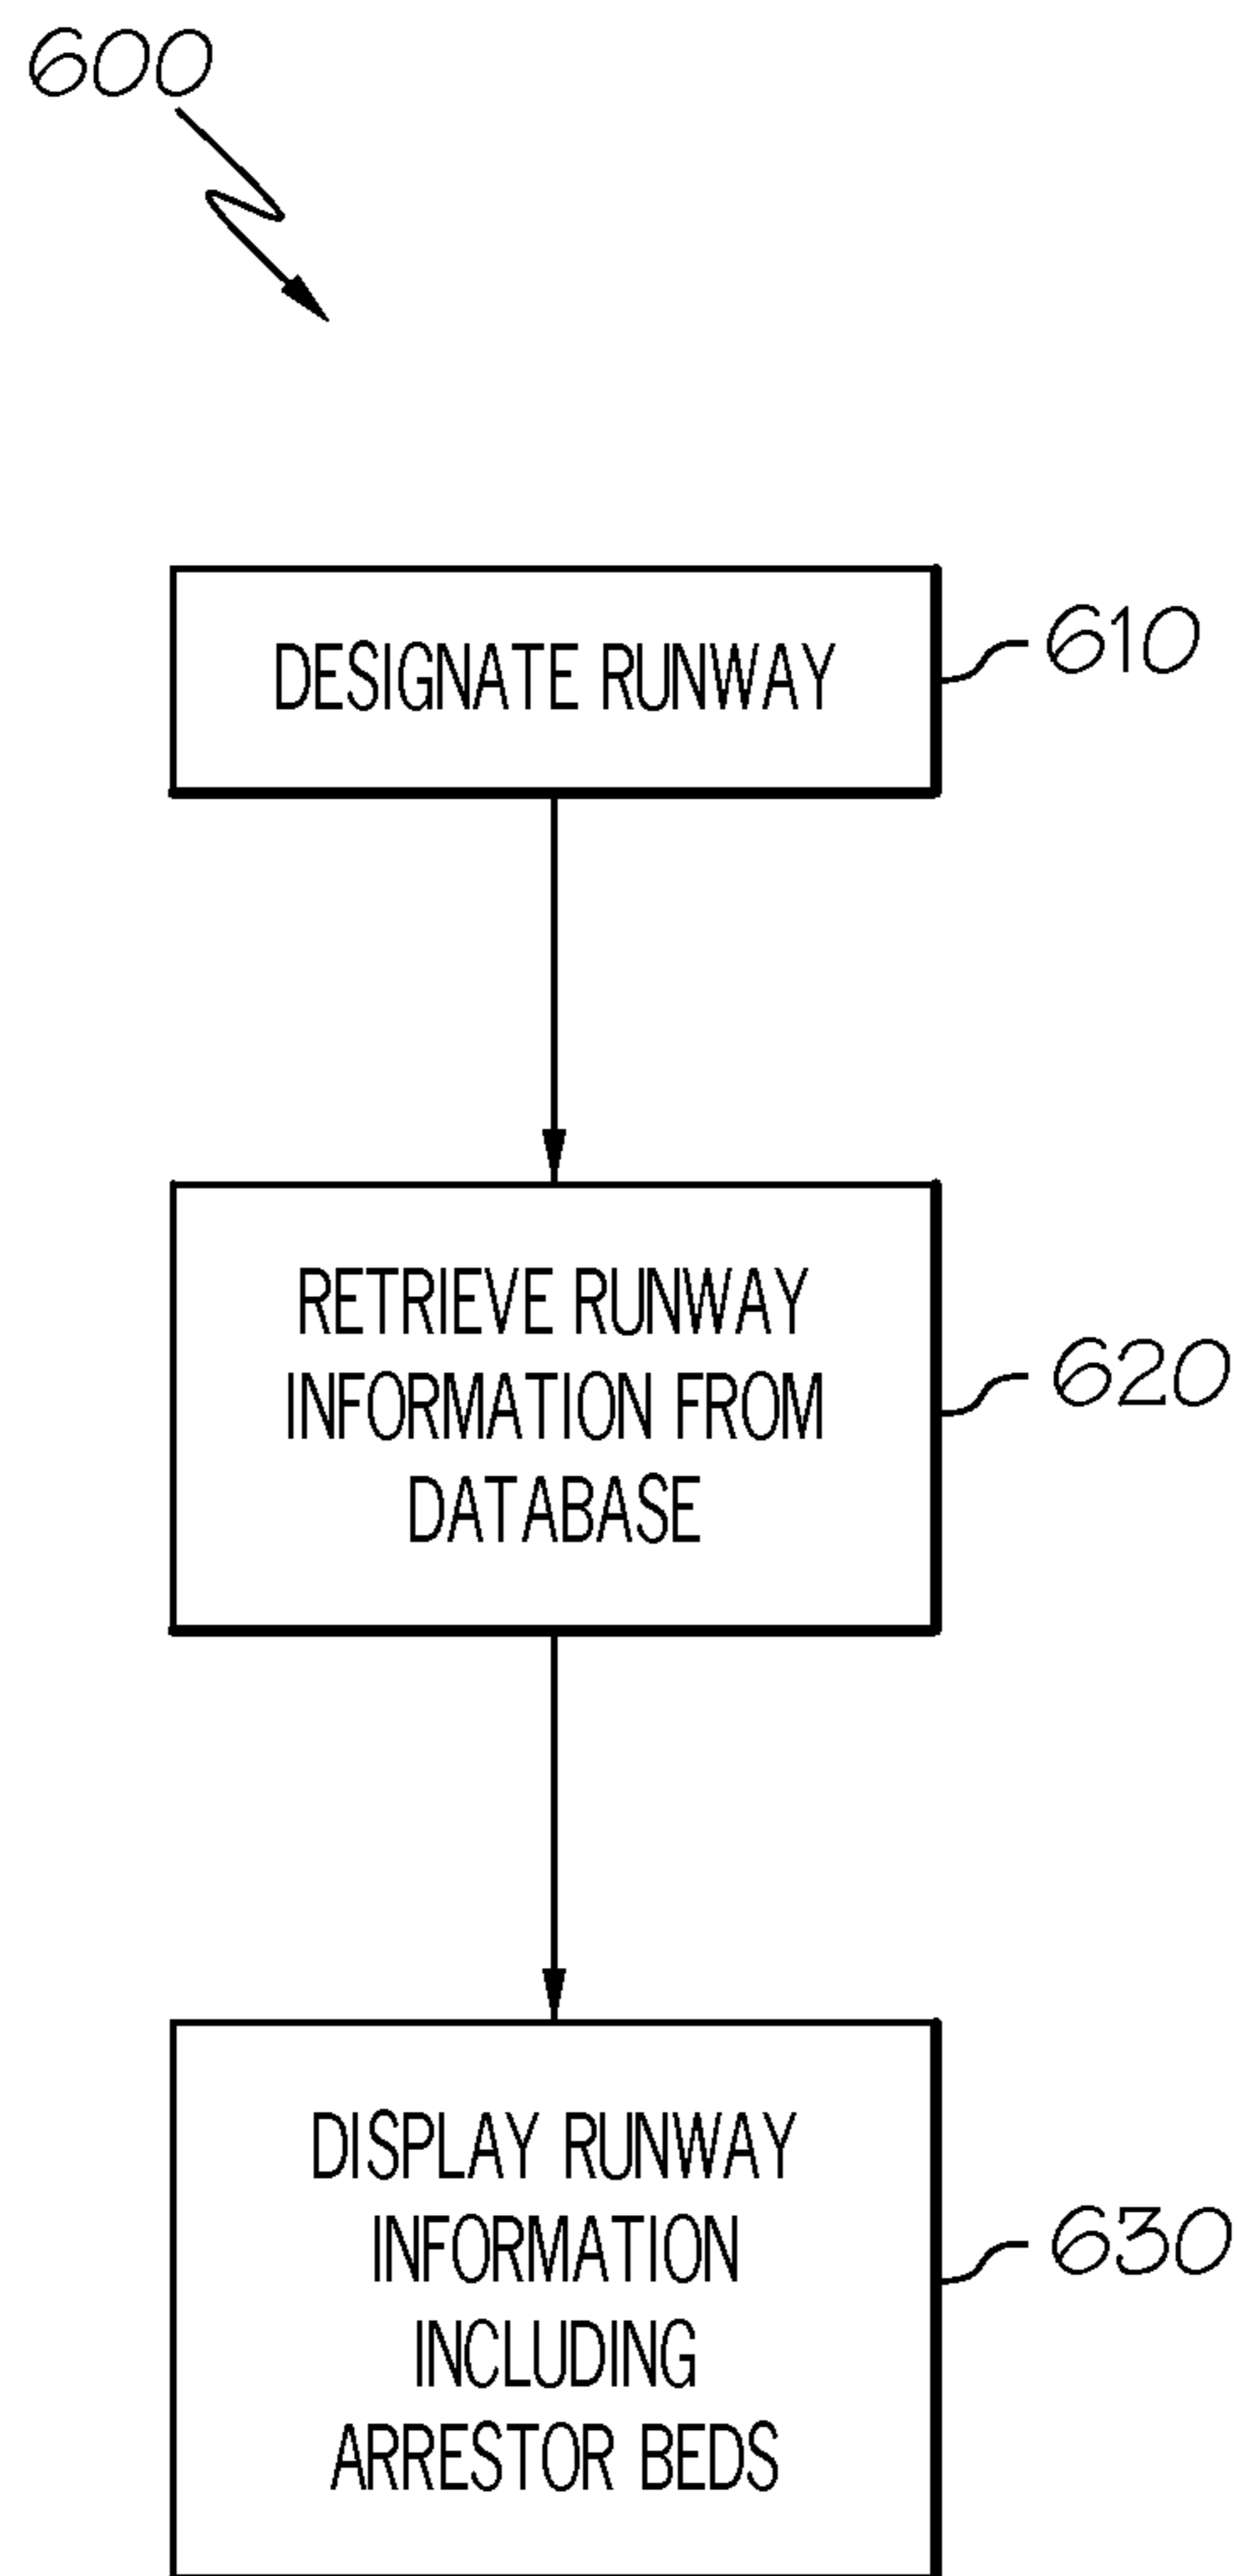 600
DESIGNATE RUNWAY
610
RETRIEVE RUNWAY
INFORMATION FROM
DATABASE
620
DISPLAY RUNWAY
INFORMATION
INCLUDING
ARRESTOR BEDS
630